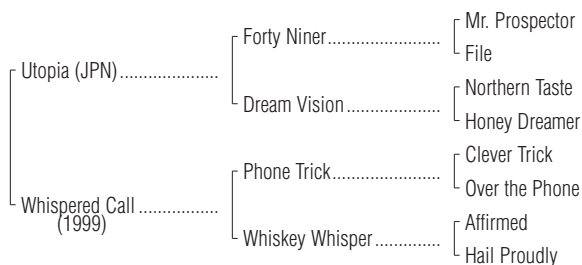 Mr. Prospector
Forty Niner......................
File
Utopia (JPN) ....................
Northern Taste
Dream Vision ...................
Honey Dreamer
Clever Trick
Phone Trick......................
Over the Phone
Whispered Call ................
(1999)
Affirmed
Whiskey Whisper.............
Hail Proudly